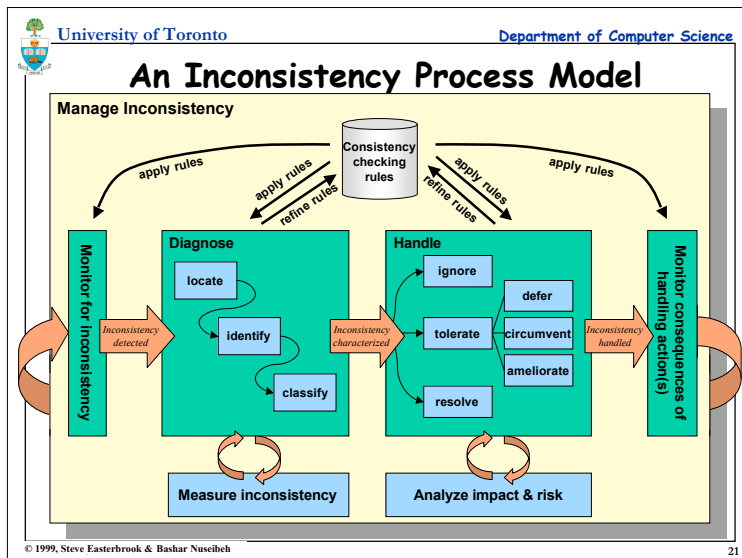 University of Toronto
Department of Computer Science
An Inconsistency Process Model
Manage Inconsistency
Consistency
checking
rules
apply rules
apply rules
refine rules
apply rules
refine rules
apply rules
Monitor for inconsistency
Inconsistency
detected
Diagnose
locate
identify
classify
Inconsistency
characterized
Handle
ignore
tolerate
resolve
defer
circumvent
ameliorate
Inconsistency
handled
Monitor consequences of
handling action(s)
Measure inconsistency
Analyze impact & risk
© 1999, Steve Easterbrook & Bashar Nuseibeh
21